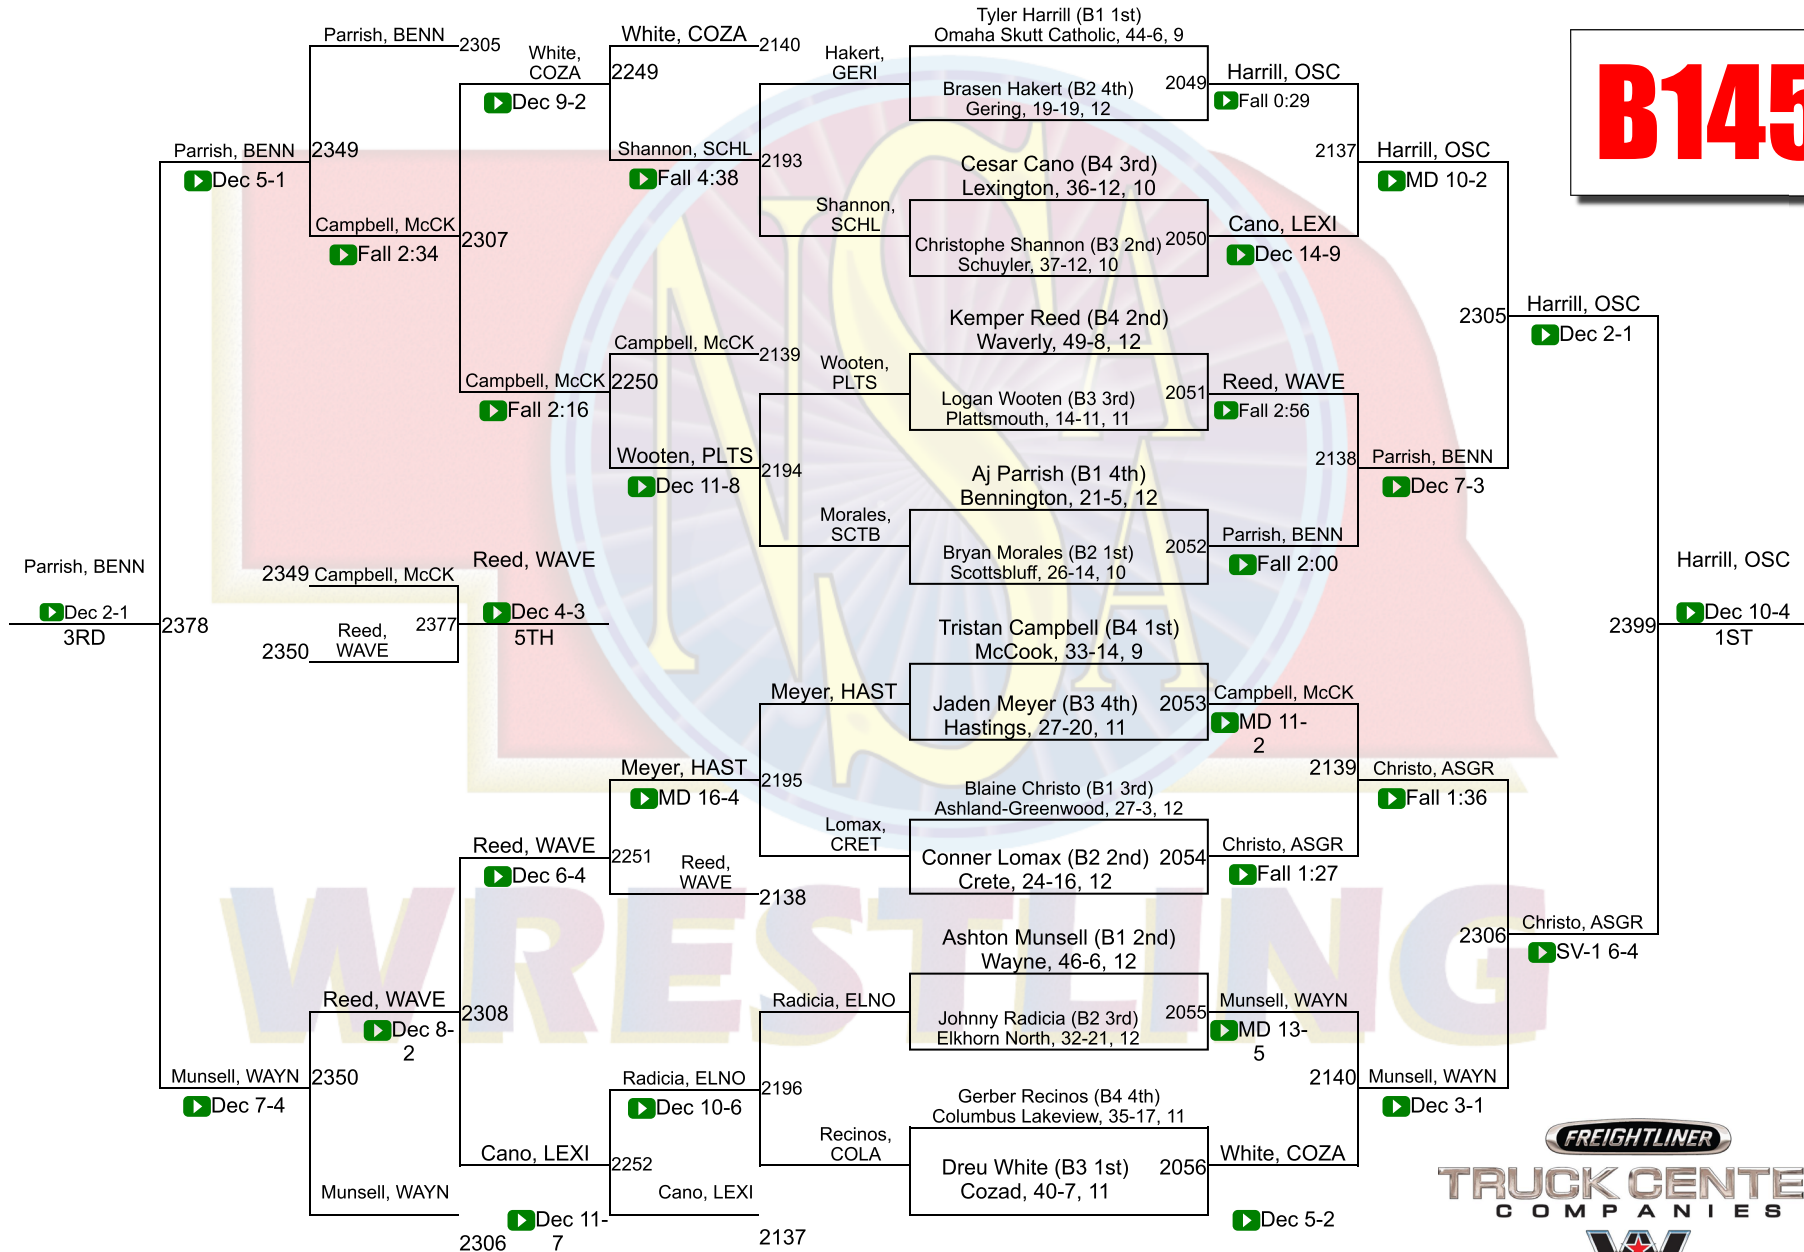 Tyler Harrill (B1 1st)
Omaha Skutt Catholic, 44-6, 9
Parrish, BENN
2305
White, COZA
2140
White,
COZA
2249
Dec 9-2
Hakert,
GERI
Brasen Hakert (B2 4th)
Gering, 19-19, 12
2049
Harrill, OSC
Fall 0:29
B145
Parrish, BENN
2349
Dec 5-1
Shannon, SCHL
2193
Fall 4:38
Cesar Cano (B4 3rd)
Lexington, 36-12, 10
2137
Harrill, OSC
MD 10-2
Campbell, McCK
2307
Fall 2:34
Shannon,
SCHL
Christophe Shannon (B3 2nd)
Schuyler, 37-12, 10
2050
Cano, LEXI
Dec 14-9
Kemper Reed (B4 2nd)
Waverly, 49-8, 12
2305
Harrill, OSC
Dec 2-1
Campbell, McCK
2139
Campbell, McCK
2250
Fall 2:16
Wooten,
PLTS
Logan Wooten (B3 3rd)
Plattsmouth, 14-11, 11
2051
Reed, WAVE
Fall 2:56
Wooten, PLTS
2194
Dec 11-8
Aj Parrish (B1 4th)
Bennington, 21-5, 12
2138
Parrish, BENN
Dec 7-3
Morales,
SCTB
Bryan Morales (B2 1st)
Scottsbluff, 26-14, 10
2052
Parrish, BENN
Fall 2:00
Parrish, BENN
Dec 2-1
3RD
2378
2349
Campbell, McCK
Reed,
WAVE
2350
2377
Reed, WAVE
Dec 4-3
5TH
Tristan Campbell (B4 1st)
McCook, 33-14, 9
2399
Harrill, OSC
Dec 10-4
1ST
Meyer, HAST
Jaden Meyer (B3 4th)
Hastings, 27-20, 11
2053
Campbell, McCK
MD 11-
2
Meyer, HAST
2195
MD 16-4
Blaine Christo (B1 3rd)
Ashland-Greenwood, 27-3, 12
2139
Christo, ASGR
Fall 1:36
Reed, WAVE
2251
Dec 6-4
Lomax,
CRET
Reed,
WAVE
2138
Conner Lomax (B2 2nd)
Crete, 24-16, 12
2054
Christo, ASGR
Fall 1:27
Ashton Munsell (B1 2nd)
Wayne, 46-6, 12
2306
Christo, ASGR
SV-1 6-4
Reed, WAVE
2308
Dec 8-
2
Radicia, ELNO
Johnny Radicia (B2 3rd)
Elkhorn North, 32-21, 12
2055
Munsell, WAYN
MD 13-
5
Munsell, WAYN
2350
Dec 7-4
Radicia, ELNO
2196
Dec 10-6
Gerber Recinos (B4 4th)
Columbus Lakeview, 35-17, 11
2140
Munsell, WAYN
Dec 3-1
Cano, LEXI
2252
Dec 11-
7
Recinos,
COLA
Dreu White (B3 1st)
Cozad, 40-7, 11
2056
White, COZA
Dec 5-2
Munsell, WAYN
2306
Cano, LEXI
2137
NSAA
WRESTLING
FREIGHTLINER
TRUCK CENTE
COMPANIES
W